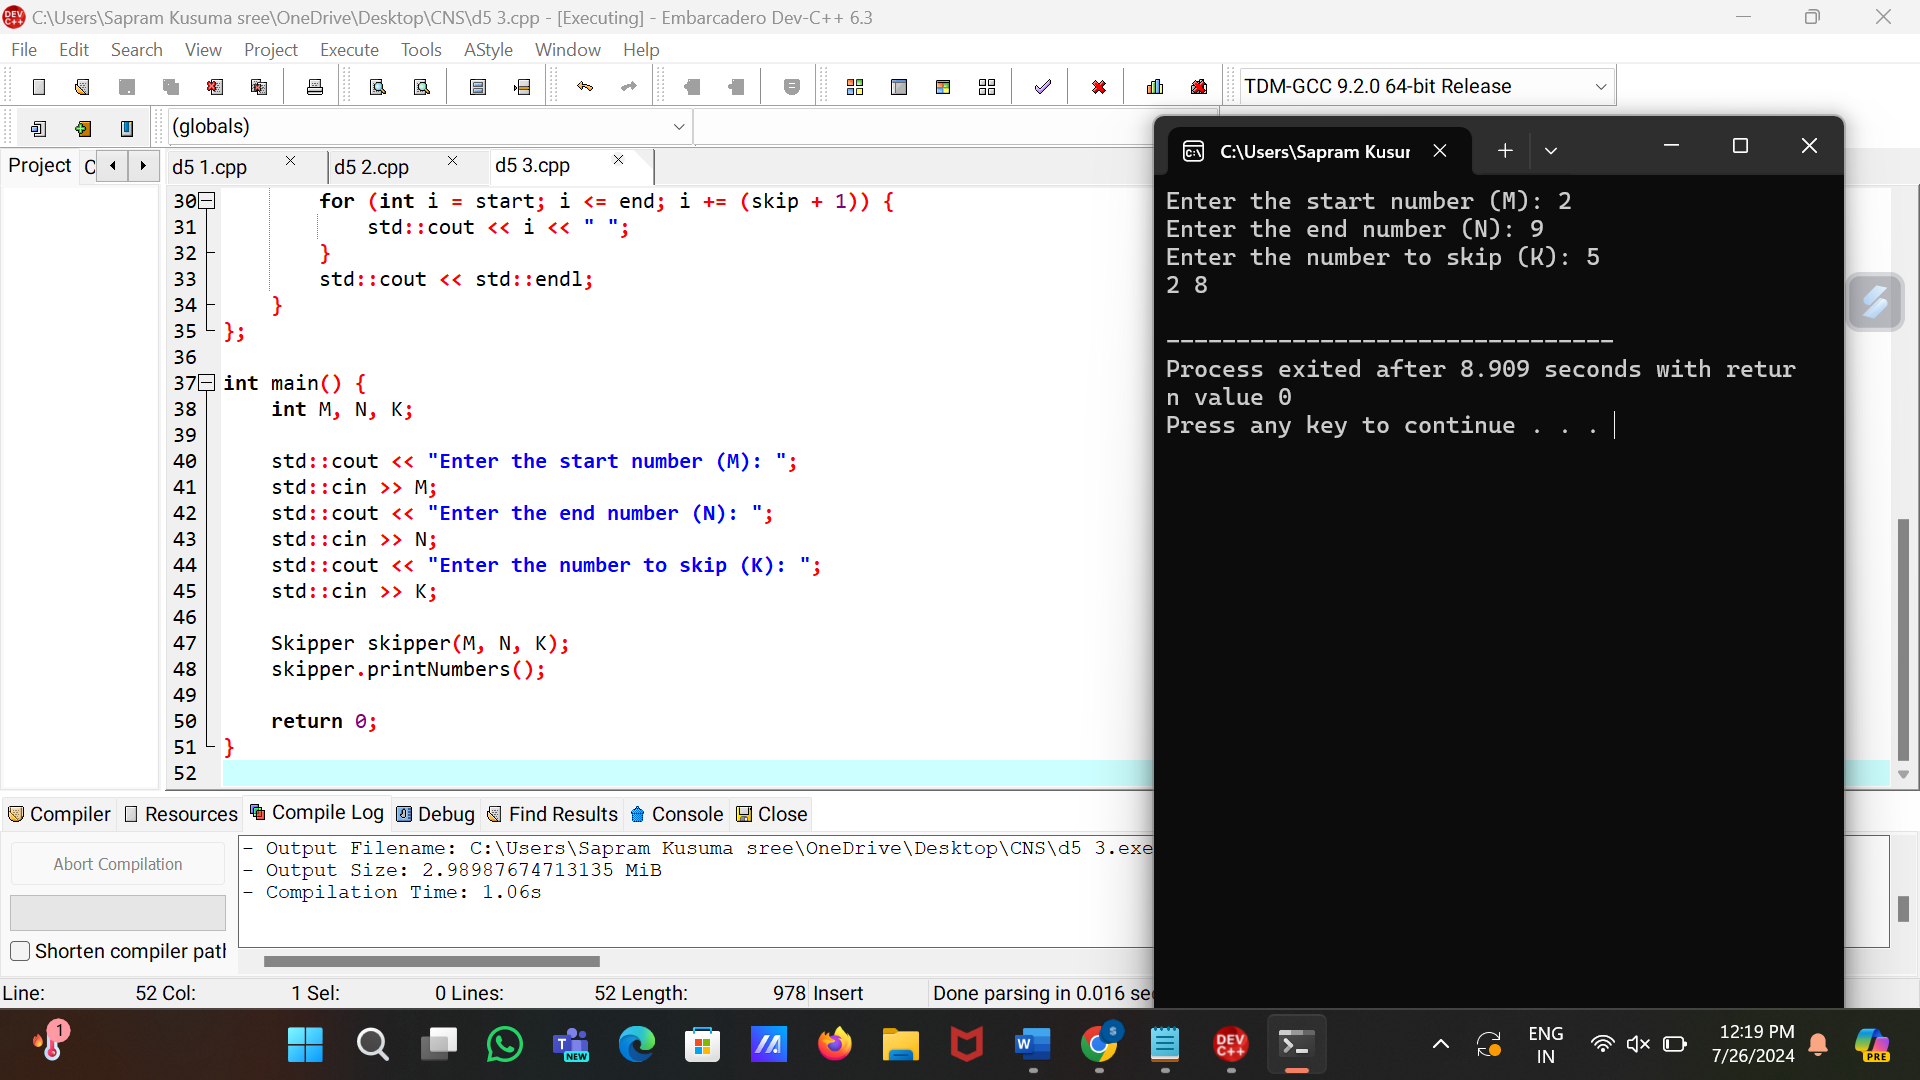 C:\Users\Sapram Kusuma sree\OneDrive\Desktop\CNS\d5 3.cpp - [Executing] - Embarcadero Dev-C++ 6.3
File Edit Search View Project Execute Tools AStyle Window Help
TDM-GCC 9.2.0 64-bit Release
(globals)
Project C
d5 1.cpp d5 2.cpp d5 3.cpp
30 for (int i = start; i <= end; i += (skip + 1)) {
31 std::cout << i << " ";
32 }
33 std::cout << std::endl;
34 }
35 };
36
37 int main() {
38 int M, N, K;
39
40 std::cout << "Enter the start number (M): ";
41 std::cin >> M;
42 std::cout << "Enter the end number (N): ";
43 std::cin >> N;
44 std::cout << "Enter the number to skip (K): ";
45 std::cin >> K;
46
47 Skipper skipper(M, N, K);
48 skipper.printNumbers();
49
50 return 0;
51 }
52
C:\Users\Sapram Kusur
Enter the start number (M): 2
Enter the end number (N): 9
Enter the number to skip (K): 5
2 8
--------------------------------
Process exited after 8.909 seconds with retur
n value 0
Press any key to continue . . .
Compiler Resources Compile Log Debug Find Results Console Close
Abort Compilation
Shorten compiler path
- Output Filename: C:\Users\Sapram Kusuma sree\OneDrive\Desktop\CNS\d5 3.exe
- Output Size: 2.98987674713135 MiB
- Compilation Time: 1.06s
Line: 52 Col: 1 Sel: 0 Lines: 52 Length: 978 Insert Done parsing in 0.016 se
1
NEW
DEV C++
ENG
IN
12:19 PM
7/26/2024
PRE